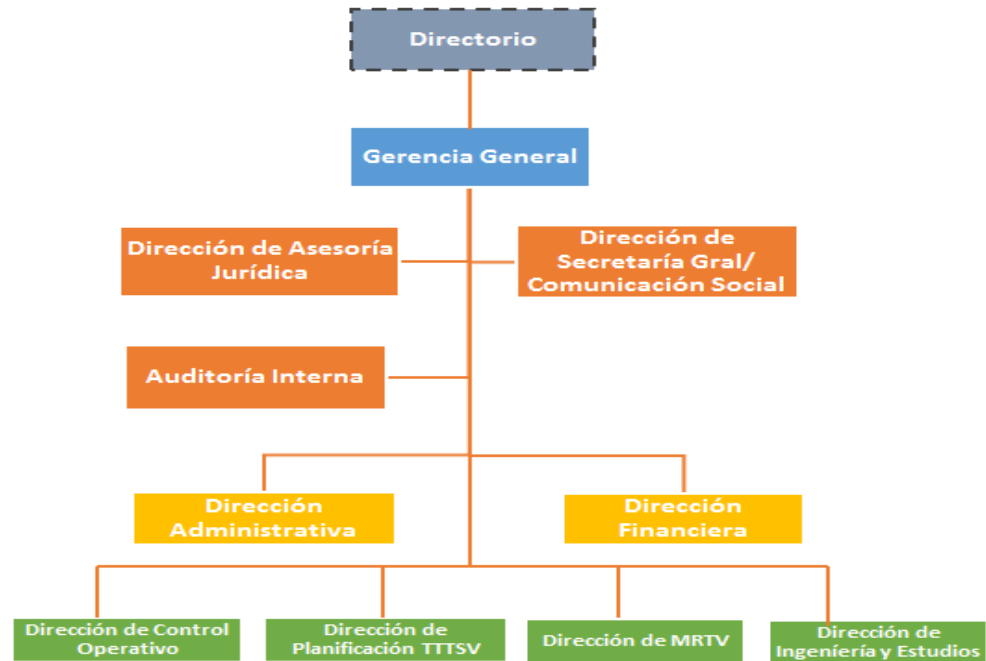 Directorio
Gerencia General
Dirección de Asesoría
Jurídica
Dirección de
Secretaría Gral/
Comunicación Social
Auditoría Interna
Dirección
Administrativa
Dirección
Financiera
Dirección de Control
Operativo
Dirección de
Planificación TTTSV
Dirección de MRTV
Dirección de
Ingeniería y Estudios